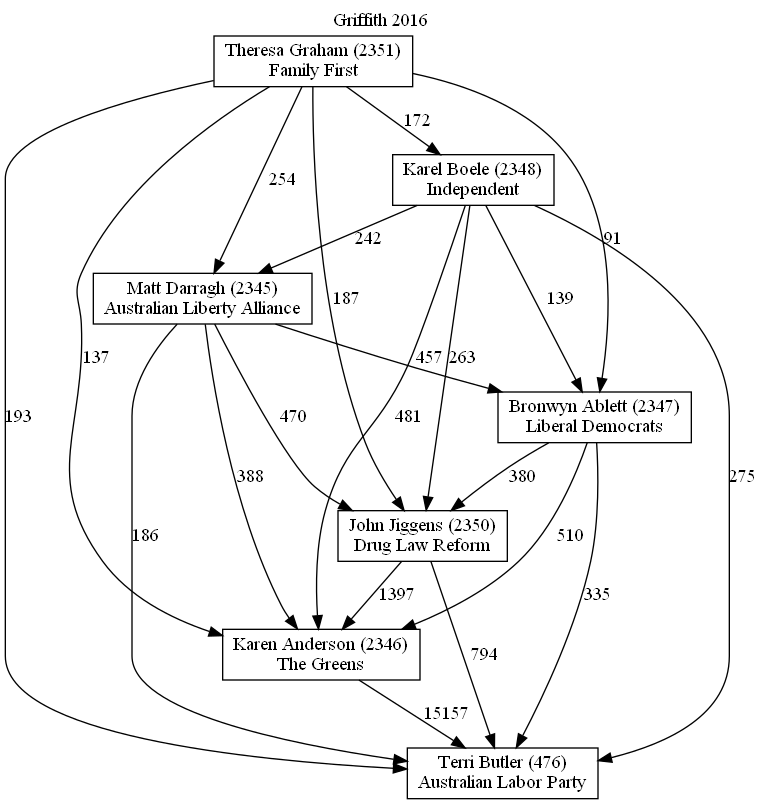 Griffith 2016
Theresa Graham (2351)
Family First
172
Karel Boele (2348)
Independent
254
242
91
Matt Darragh (2345)
Australian Liberty Alliance
187
139
137
457
263
193
470
481
Bronwyn Ablett (2347)
Liberal Democrats
388
380
275
186
John Jiggens (2350)
Drug Law Reform
510
1397
335
Karen Anderson (2346)
The Greens
794
15157
Terri Butler (476)
Australian Labor Party